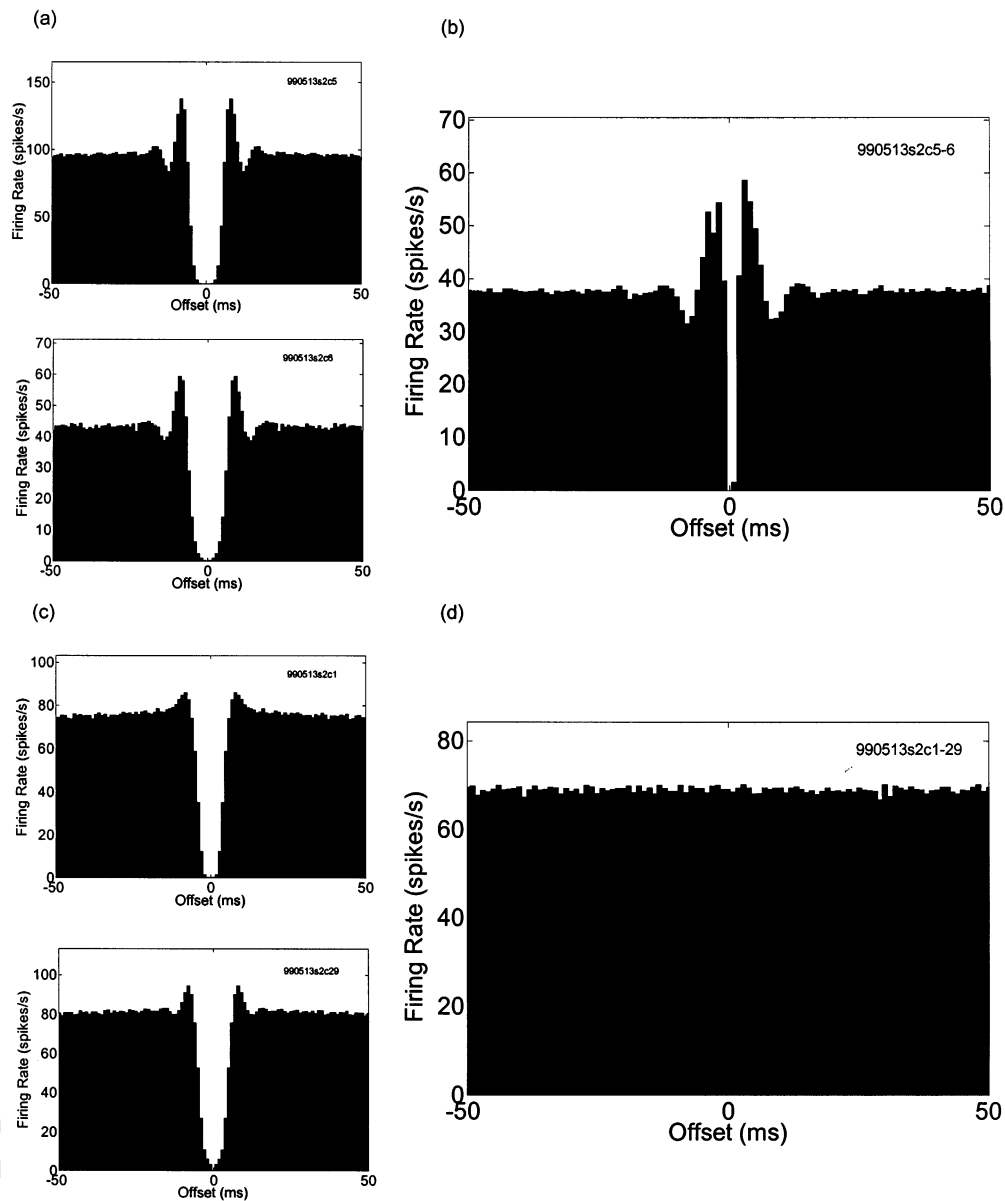 (a)
990513s2c5
Firing Rate (spikes/s)
150
100
50
0
-50
0
50
Offset (ms)
990513s2c6
Firing Rate (spikes/s)
70
60
50
40
30
20
10
0
-50
0
50
Offset (ms)
(b)
990513s2c5-6
Firing Rate (spikes/s)
70
60
50
40
30
20
10
0
-50
0
50
Offset (ms)
(c)
990513s2c1
Firing Rate (spikes/s)
100
80
60
40
20
0
-50
0
50
Offset (ms)
990513s2c29
Firing Rate (spikes/s)
100
80
60
40
20
0
-50
0
50
Offset (ms)
(d)
990513s2c1-29
Firing Rate (spikes/s)
80
60
40
20
0
-50
0
50
Offset (ms)